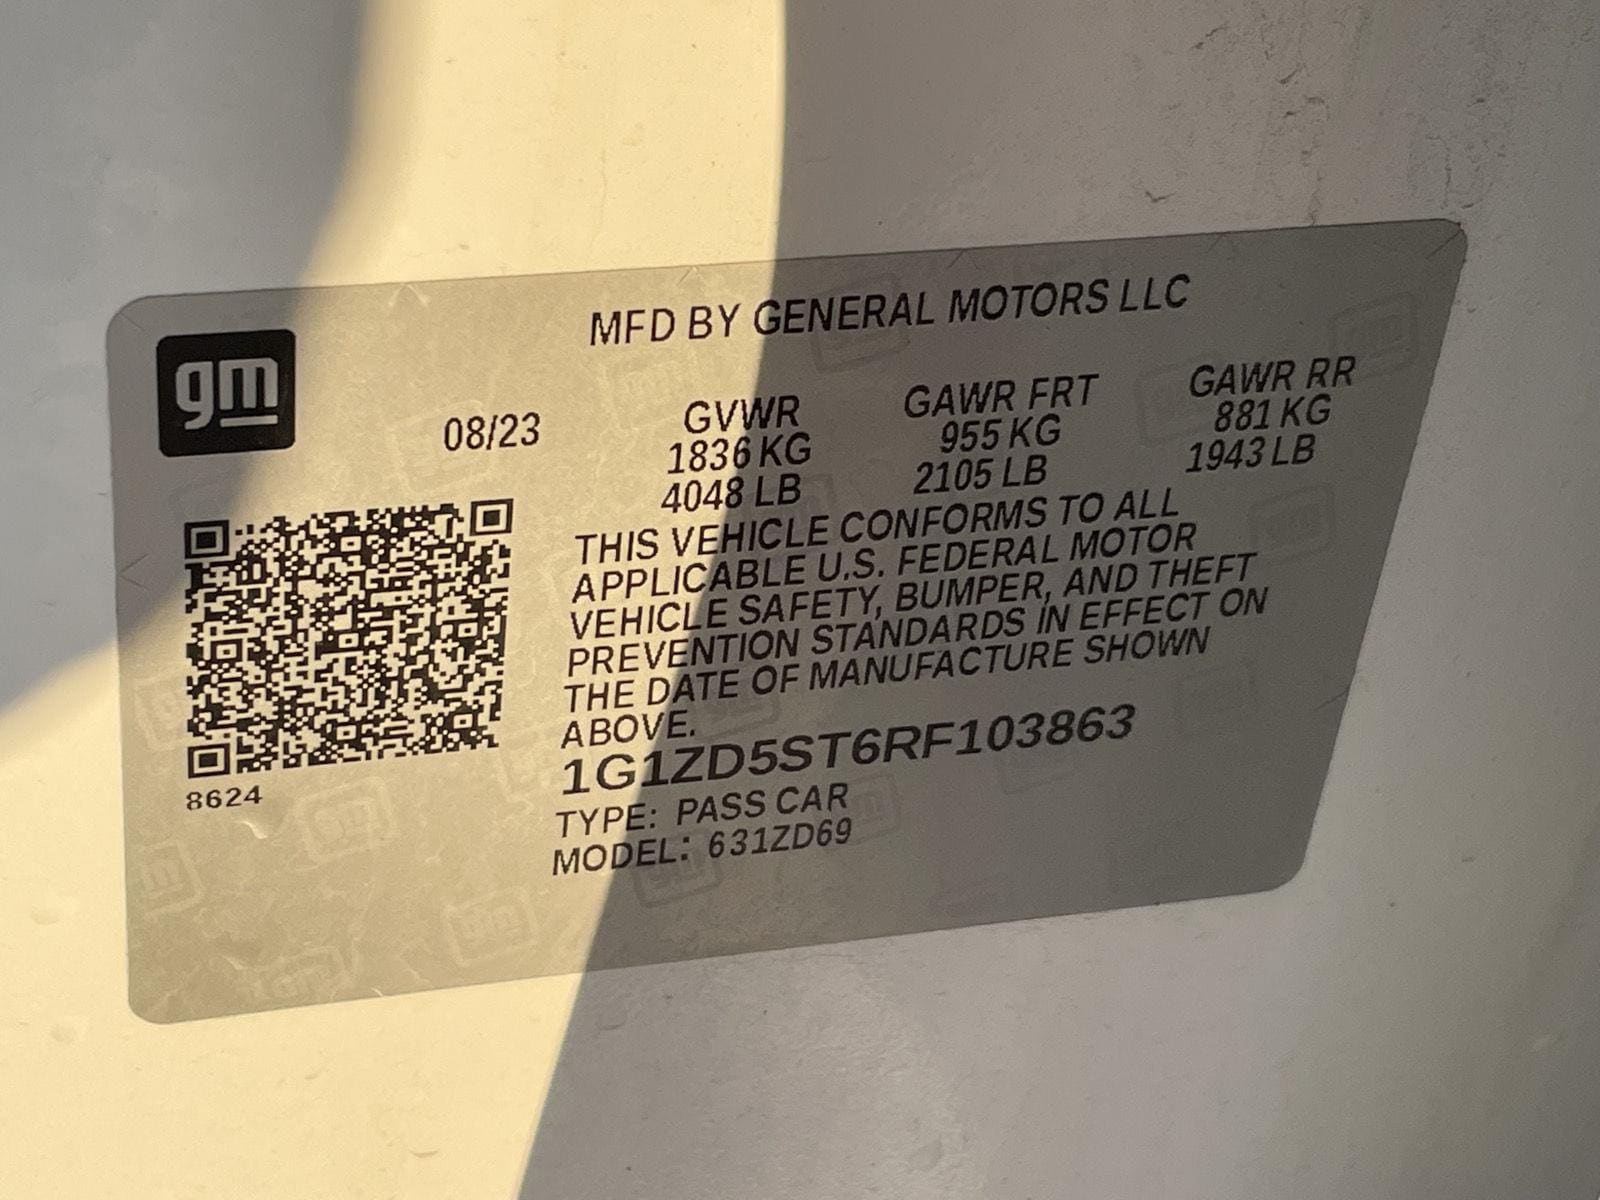 gm
MFD BY GENERAL MOTORS LLC
08/23 GVWR GAWR FRT GAWR RR
1836 KG 955 KG 881 KG
4048 LB 2105 LB 1943 LB
THIS VEHICLE CONFORMS TO ALL
APPLICABLE U.S. FEDERAL MOTOR
VEHICLE SAFETY, BUMPER, AND THEFT
PREVENTION STANDARDS IN EFFECT ON
THE DATE OF MANUFACTURE SHOWN
ABOVE.
1G1ZD5ST6RF103863
8624
TYPE: PASS CAR
MODEL: 631ZD69